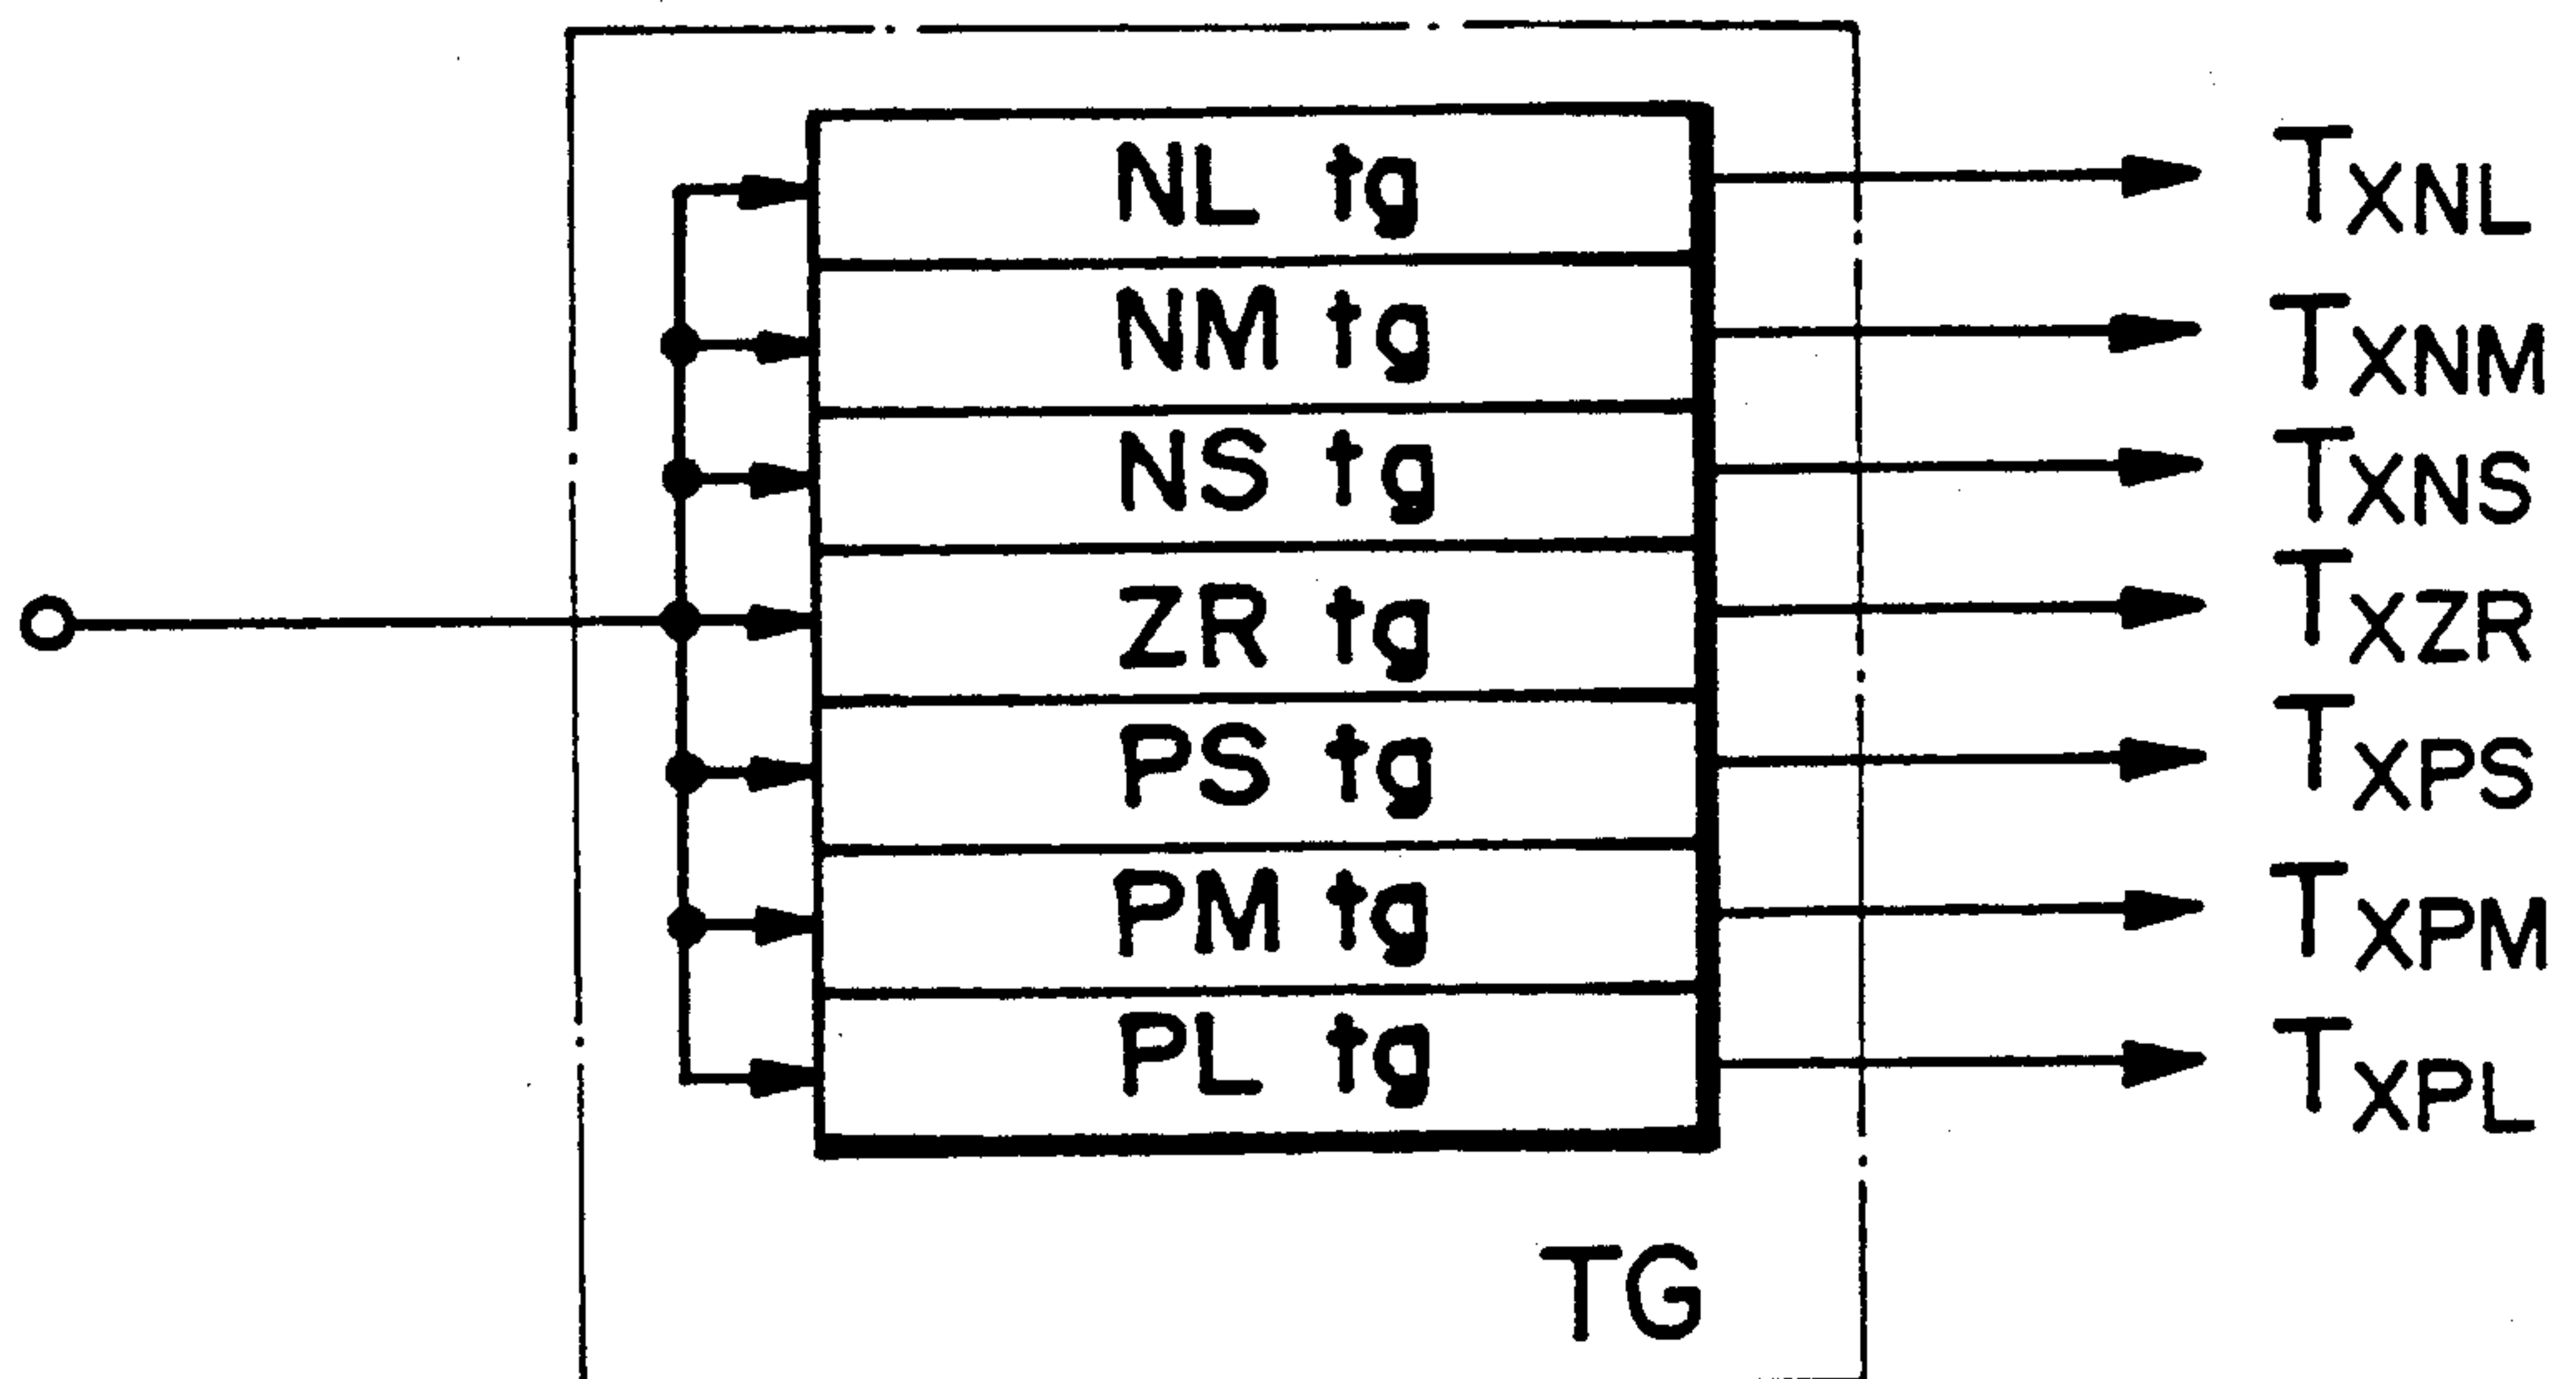 NL tg
NM tg
NS tg
ZR tg
PS tg
PM tg
PL tg
TXNL
TXNM
TXNS
TXZR
TXPS
TXPM
TXPL
TG